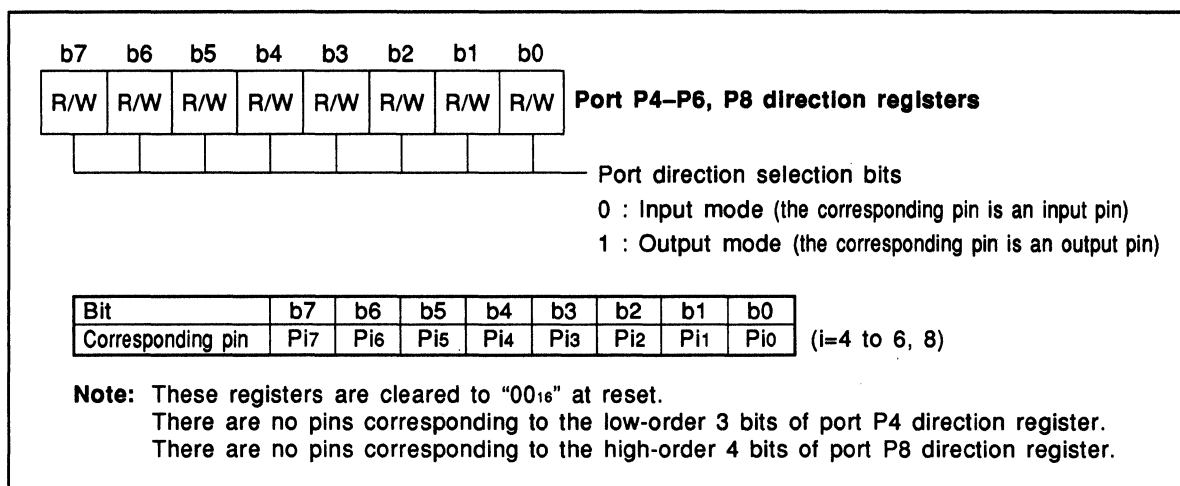 b7 b6 b5 b4 b3 b2 b1 b0
R/W R/W R/W R/W R/W R/W R/W R/W Port P4–P6, P8 direction registers
Port direction selection bits
0 : Input mode (the corresponding pin is an input pin)
1 : Output mode (the corresponding pin is an output pin)
Bit b7 b6 b5 b4 b3 b2 b1 b0
Corresponding pin Pi7 Pi6 Pi5 Pi4 Pi3 Pi2 Pi1 Pi0 (i=4 to 6, 8)
Note: These registers are cleared to “00₁₆” at reset.
There are no pins corresponding to the low-order 3 bits of port P4 direction register.
There are no pins corresponding to the high-order 4 bits of port P8 direction register.